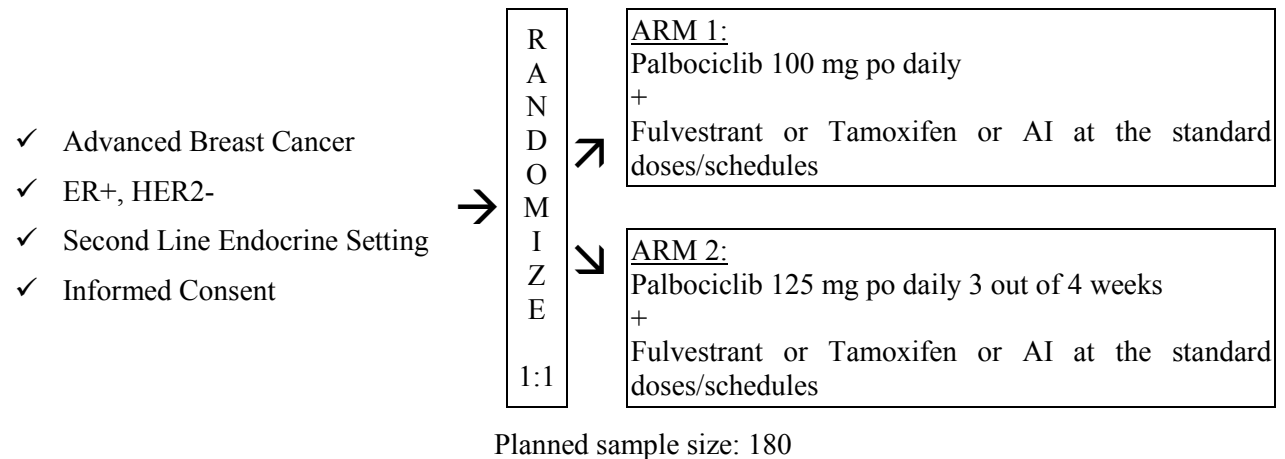 ✓ Advanced Breast Cancer
✓ ER+, HER2-
✓ Second Line Endocrine Setting
✓ Informed Consent
→
R
A
N
D
O
M
I
Z
E
1:1
↗
↘
ARM 1:
Palbociclib 100 mg po daily
+
Fulvestrant or Tamoxifen or AI at the standard
doses/schedules
ARM 2:
Palbociclib 125 mg po daily 3 out of 4 weeks
+
Fulvestrant or Tamoxifen or AI at the standard
doses/schedules
Planned sample size: 180